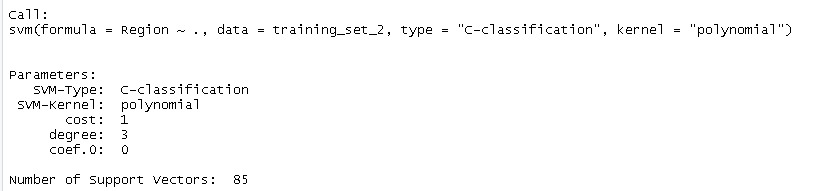 Call:
svm(formula = Region ~ ., data = training_set_2, type = "C-classification", kernel = "polynomial")
Parameters:
SVM-Type: C-classification
SVM-Kernel: polynomial
cost: 1
degree: 3
coef.0: 0
Number of Support Vectors: 85